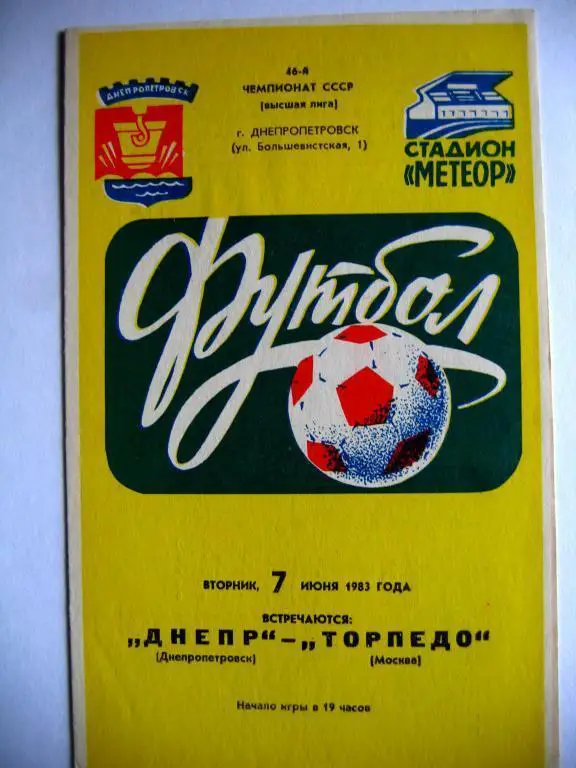 ДНЕПРОПЕТРОВСК
46-Й
ЧЕМПИОНАТ СССР
[высшая лига]
г. ДНЕПРОПЕТРОВСК
(ул. Большевистская, 1)
СТАДИОН
«МЕТЕОР»
Футбол
ВТОРНИК, 7 ИЮНЯ 1983 ГОДА
ВСТРЕЧАЮТСЯ:
„ДНЕПР“ – „ТОРПЕДО“
(Днепропетровск) [Москва]
Начало игры в 19 часов